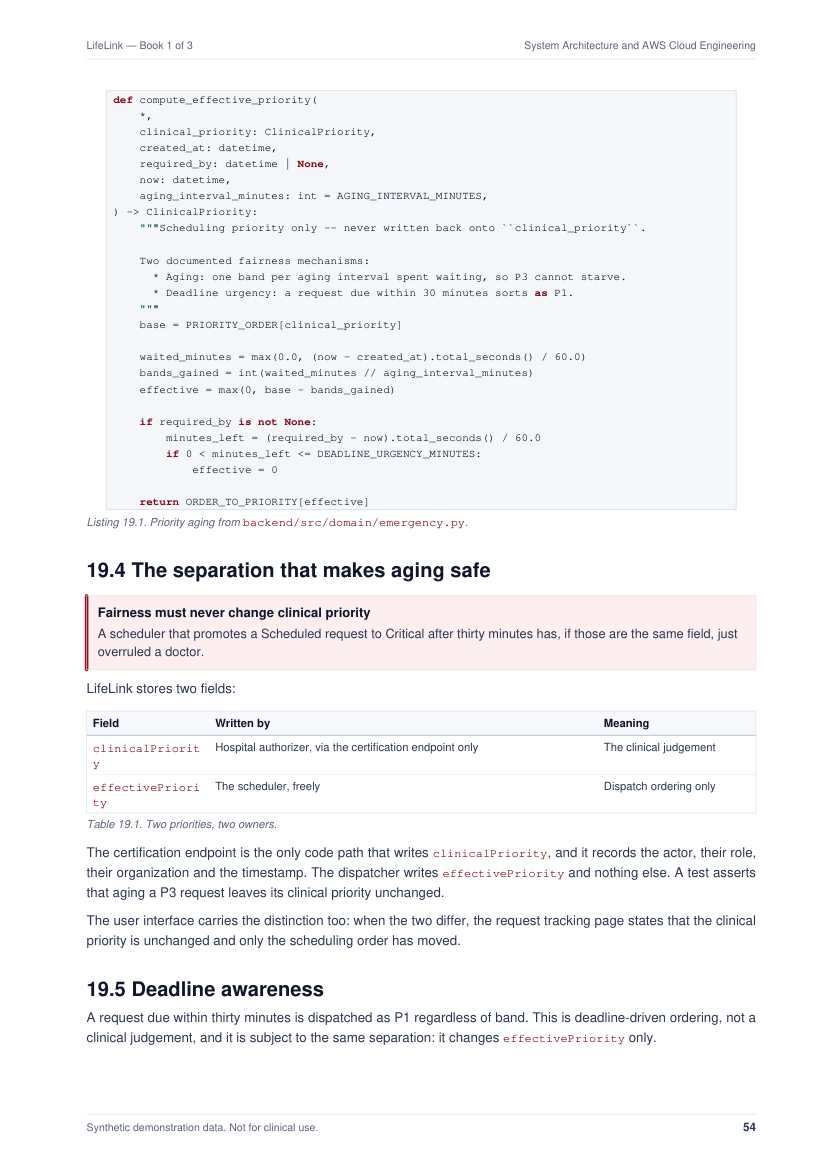 LifeLink — Book 1 of 3
System Architecture and AWS Cloud Engineering
def compute_effective_priority(
    *,
    clinical_priority: ClinicalPriority,
    created_at: datetime,
    required_by: datetime | None,
    now: datetime,
    aging_interval_minutes: int = AGING_INTERVAL_MINUTES,
) -> ClinicalPriority:
    """Scheduling priority only -- never written back onto ``clinical_priority``.

    Two documented fairness mechanisms:
      * Aging: one band per aging interval spent waiting, so P3 cannot starve.
      * Deadline urgency: a request due within 30 minutes sorts as P1.
    """
    base = PRIORITY_ORDER[clinical_priority]

    waited_minutes = max(0.0, (now - created_at).total_seconds() / 60.0)
    bands_gained = int(waited_minutes // aging_interval_minutes)
    effective = max(0, base - bands_gained)

    if required_by is not None:
        minutes_left = (required_by - now).total_seconds() / 60.0
        if 0 < minutes_left <= DEADLINE_URGENCY_MINUTES:
            effective = 0

    return ORDER_TO_PRIORITY[effective]
Listing 19.1. Priority aging from backend/src/domain/emergency.py.
19.4 The separation that makes aging safe
Fairness must never change clinical priority
A scheduler that promotes a Scheduled request to Critical after thirty minutes has, if those are the same field, just
overruled a doctor.
LifeLink stores two fields:
Field Written by Meaning
clinicalPriorit Hospital authorizer, via the certification endpoint only The clinical judgement
y
effectivePriori The scheduler, freely Dispatch ordering only
ty
Table 19.1. Two priorities, two owners.
The certification endpoint is the only code path that writes clinicalPriority, and it records the actor, their role,
their organization and the timestamp. The dispatcher writes effectivePriority and nothing else. A test asserts
that aging a P3 request leaves its clinical priority unchanged.
The user interface carries the distinction too: when the two differ, the request tracking page states that the clinical
priority is unchanged and only the scheduling order has moved.
19.5 Deadline awareness
A request due within thirty minutes is dispatched as P1 regardless of band. This is deadline-driven ordering, not a
clinical judgement, and it is subject to the same separation: it changes effectivePriority only.
Synthetic demonstration data. Not for clinical use.
54